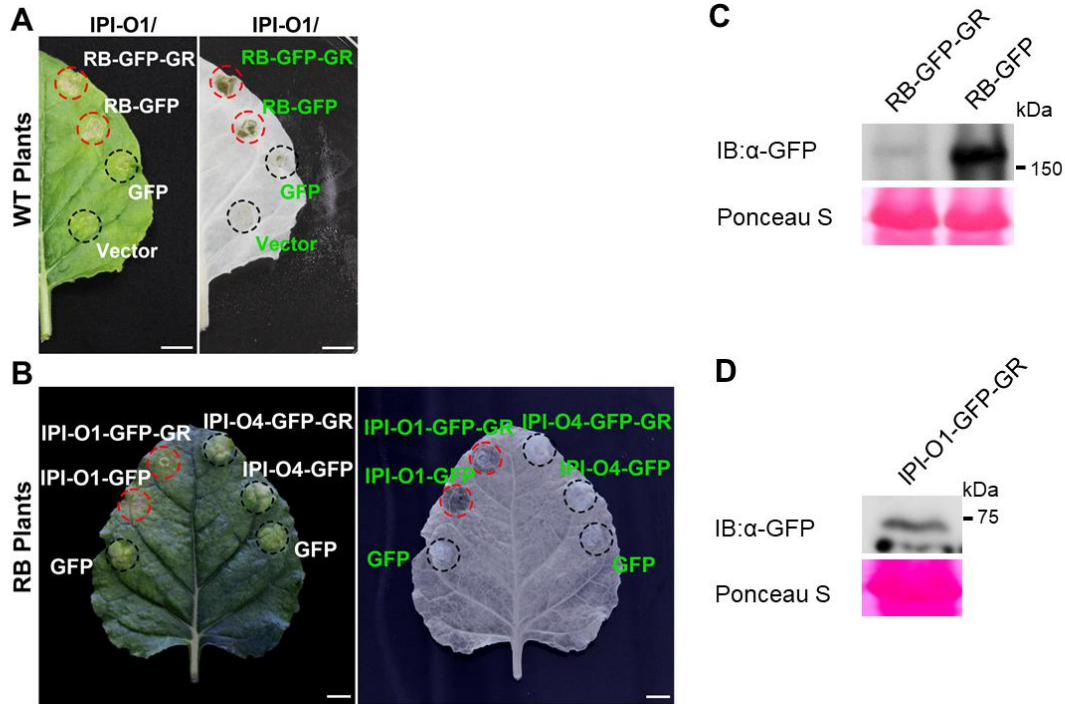 A
IPI-O1/
IPI-O1/
WT Plants
RB-GFP-GR
RB-GFP
GFP
Vector
RB-GFP-GR
RB-GFP
GFP
Vector
B
RB Plants
IPI-O1-GFP-GR
IPI-O4-GFP-GR
IPI-O1-GFP
IPI-O4-GFP
GFP
GFP
IPI-O1-GFP-GR
IPI-O4-GFP-GR
IPI-O1-GFP
IPI-O4-GFP
GFP
GFP
C
RB-GFP-GR
RB-GFP
kDa
IB:α-GFP
150
Ponceau S
D
IPI-O1-GFP-GR
kDa
IB:α-GFP
75
Ponceau S